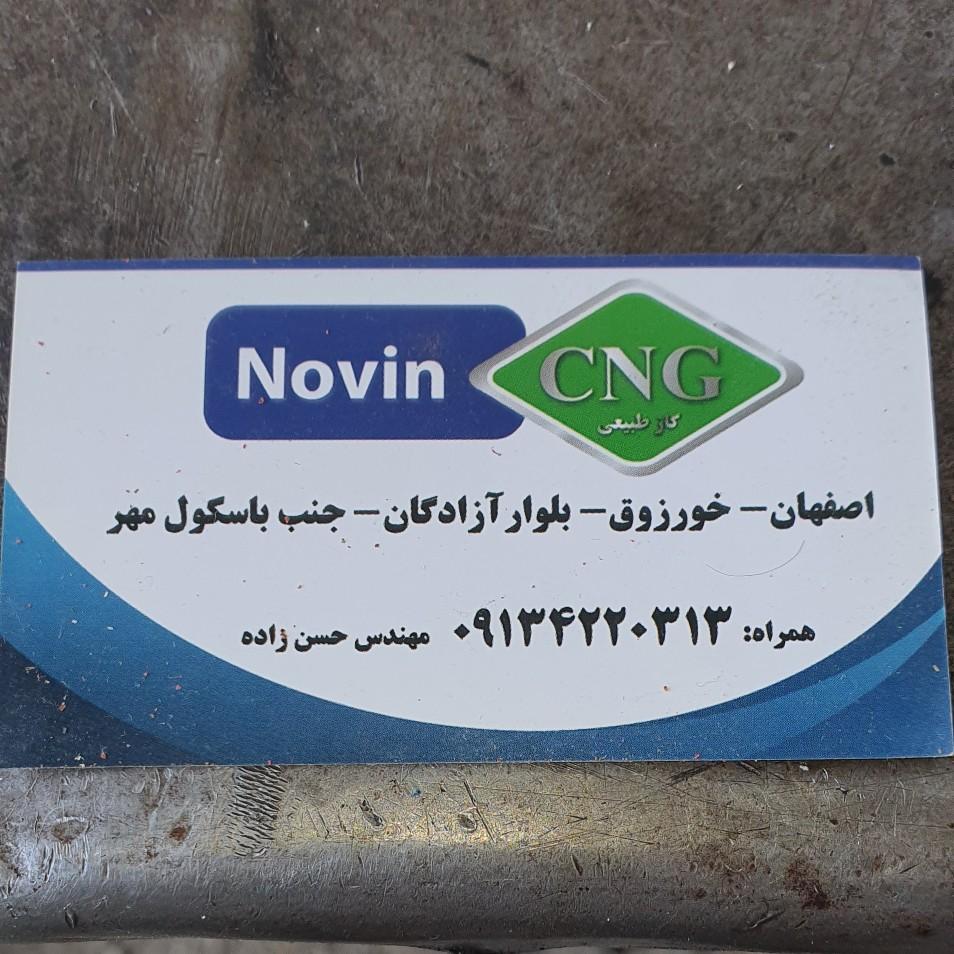 Novin
CNG
گاز طبیعی
اصفهان – خورزوق – بلوار آزادگان – جنب باسکول مهر
همراه: ۰۹۱۳۴۲۲۰۳۱۳ مهندس حسن زاده